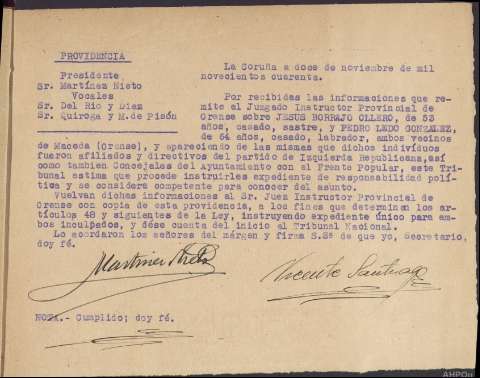 PROVIDENCIA
Presidente
Sr. Martínez Nieto
Vocales
Sr. Del Rio y Diez
Sr. Quiroga y M. de Pisón
La Coruña a doce de noviembre de mil
novecientos cuarenta.
Por recibidas las informaciones que re-
mite el Juzgado Instructor Provincial de
Orense sobre JESUS BORRAJO OLLERO, de 53
años, casado, sastre, y PEDRO LEDO GONZALEZ,
de 64 años, casado, labrador, ambos vecinos
de Maceda (Orense), y apareciendo de las mismas que dichos individuos
fueron afiliados y directivos del partido de Izquierda Republicana,así
como también Concejales del Ayuntamiento con el Frente Popular, este Tri-
bunal estima que procede instruirles expediente de responsabilidad polí-
tica y se considera competente para conocer del asunto.
Vuelvan dichas informaciones al Sr. Juez Instructor Provincial de
Orense con copia de esta providencia, a los fines que determinan los ar-
tículos 48 y siguientes de la Ley, instruyendo expediente único para am-
bos inculpados, y dése cuenta del inicio al Tribunal Nacional.
Lo acordaron los señores del márgen y firma S.Sª de que yo, Secretario,
doy fé.
Martinez Nieto
Vicente Santiago
NOTA.- Cumplido; doy fé.
AHPOu